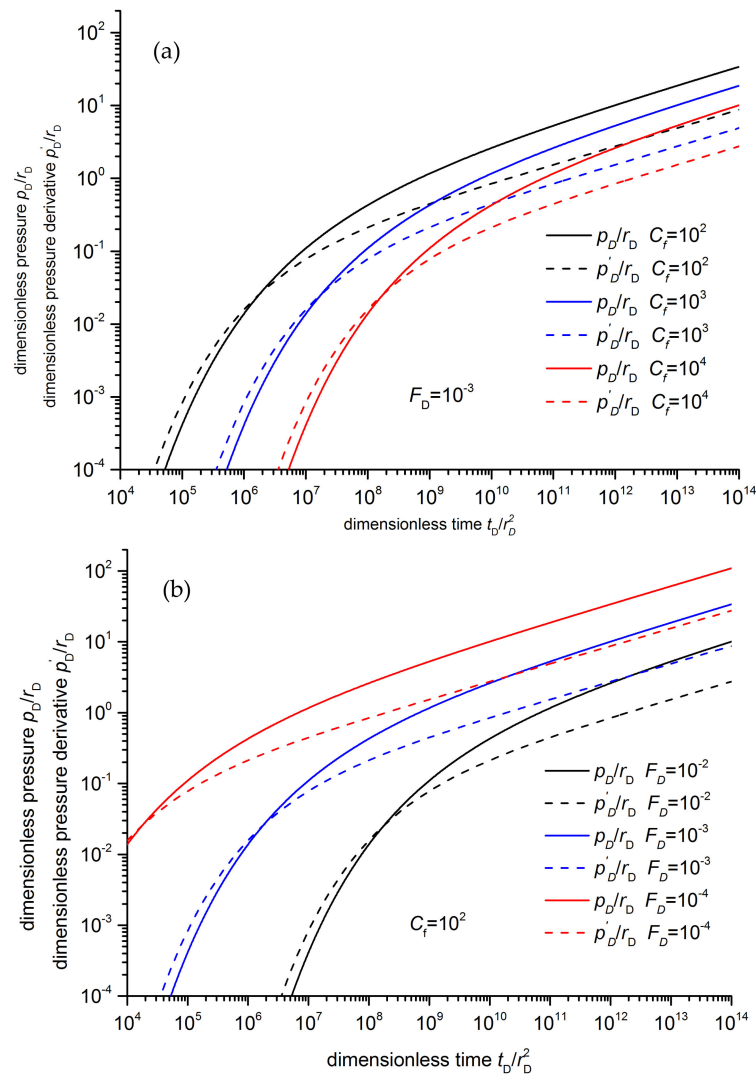 (a)
10^2
10^1
10^0
10^-1
10^-2
10^-3
10^-4
dimensionless pressure p_D/r_D
dimensionless pressure derivative p'_D/r_D
p_D/r_D C_f=10^2
p'_D/r_D C_f=10^2
p_D/r_D C_f=10^3
p'_D/r_D C_f=10^3
p_D/r_D C_f=10^4
p'_D/r_D C_f=10^4
F_D=10^-3
10^4 10^5 10^6 10^7 10^8 10^9 10^10 10^11 10^12 10^13 10^14
dimensionless time t_D/r_D^2
(b)
10^2
10^1
10^0
10^-1
10^-2
10^-3
10^-4
dimensionless pressure p_D/r_D
dimensionless pressure derivative p'_D/r_D
p_D/r_D F_D=10^-2
p'_D/r_D F_D=10^-2
p_D/r_D F_D=10^-3
p'_D/r_D F_D=10^-3
p_D/r_D F_D=10^-4
p'_D/r_D F_D=10^-4
C_f=10^2
10^4 10^5 10^6 10^7 10^8 10^9 10^10 10^11 10^12 10^13 10^14
dimensionless time t_D/r_D^2